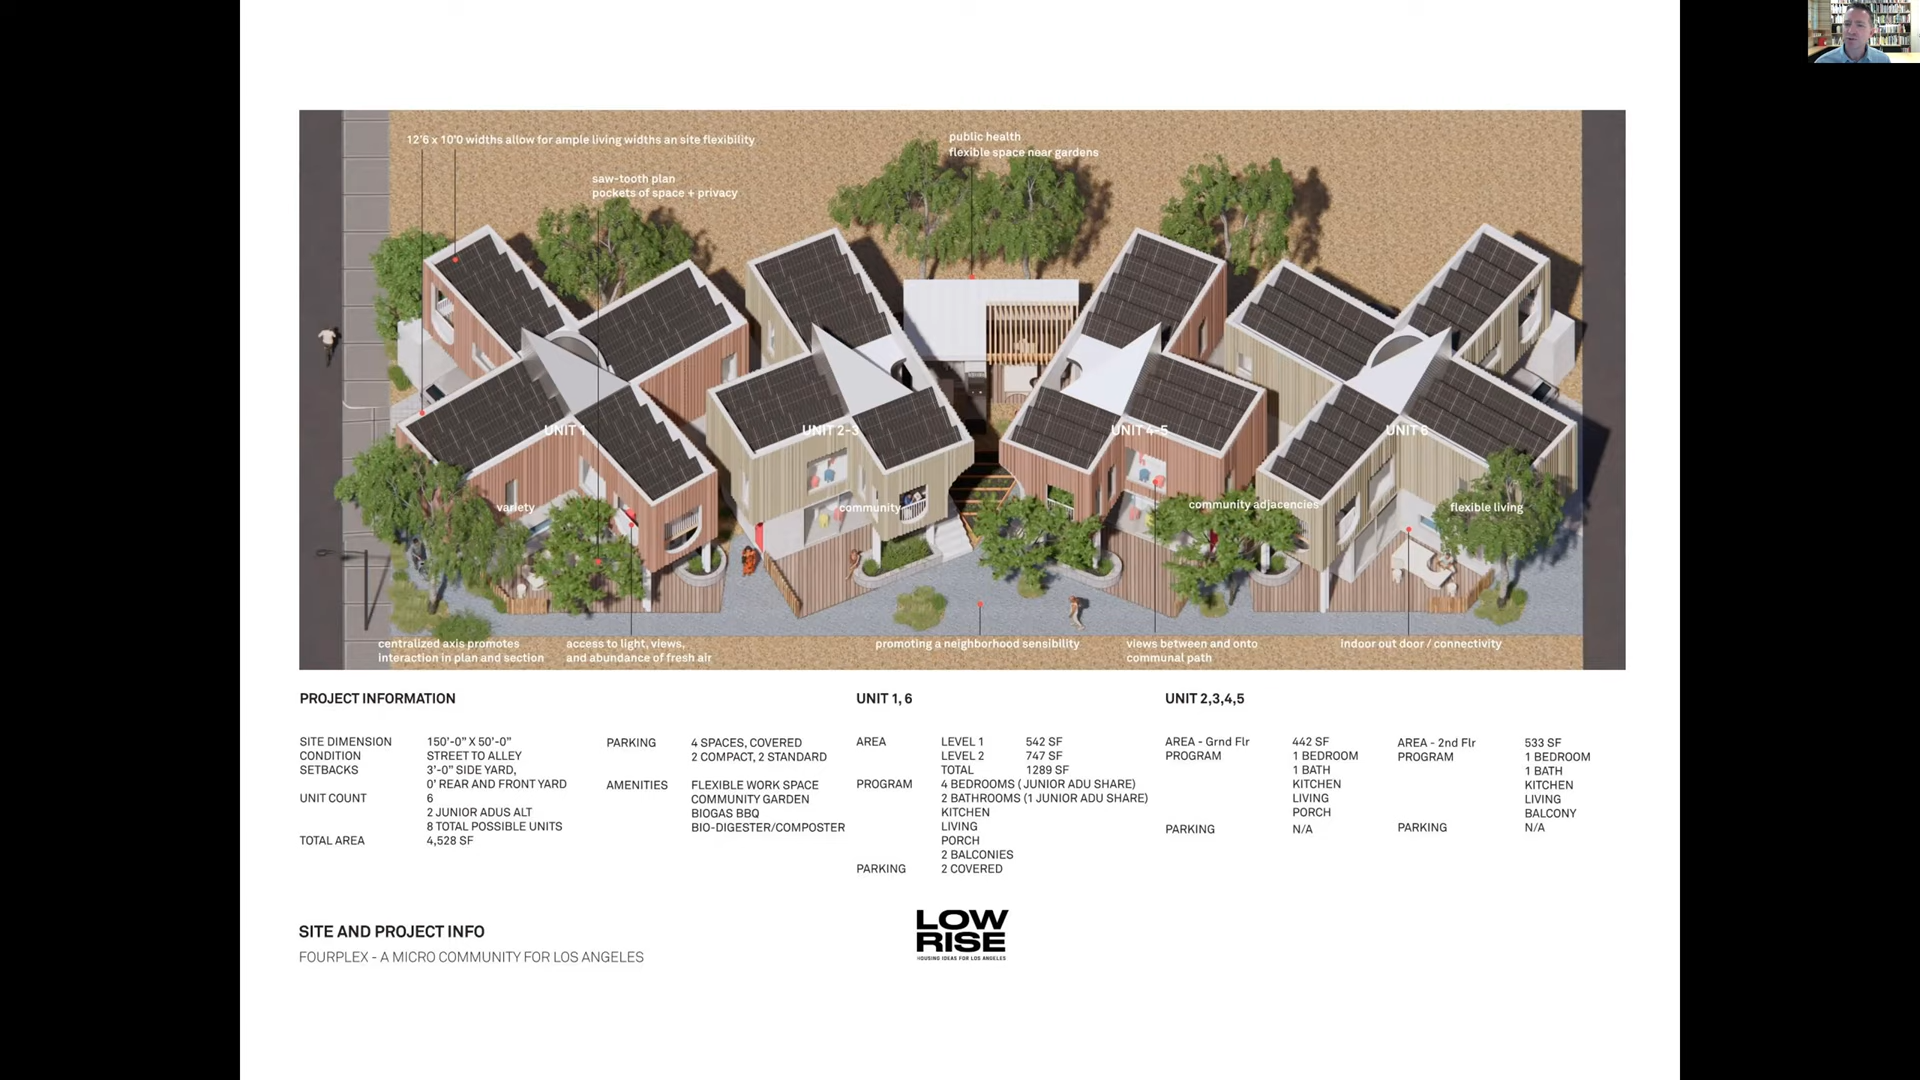 12'6 x 10'0 widths allow for ample living widths an site flexibility
public health
flexible space near gardens
saw-tooth plan
pockets of space + privacy
UNIT 1
UNIT 2-3
UNIT 4-5
UNIT 6
variety
community
community adjacencies
flexible living
centralized axis promotes
interaction in plan and section
access to light, views,
and abundance of fresh air
promoting a neighborhood sensibility
views between and onto
communal path
indoor out door / connectivity
PROJECT INFORMATION
SITE DIMENSION 150'-0" X 50'-0"
CONDITION STREET TO ALLEY
SETBACKS 3'-0" SIDE YARD,
0' REAR AND FRONT YARD
UNIT COUNT 6
2 JUNIOR ADUS ALT
8 TOTAL POSSIBLE UNITS
TOTAL AREA 4,528 SF
PARKING 4 SPACES, COVERED
2 COMPACT, 2 STANDARD
AMENITIES FLEXIBLE WORK SPACE
COMMUNITY GARDEN
BIOGAS BBQ
BIO-DIGESTER/COMPOSTER
UNIT 1, 6
AREA LEVEL 1 542 SF
LEVEL 2 747 SF
TOTAL 1289 SF
PROGRAM 4 BEDROOMS ( JUNIOR ADU SHARE)
2 BATHROOMS (1 JUNIOR ADU SHARE)
KITCHEN
LIVING
PORCH
2 BALCONIES
PARKING 2 COVERED
UNIT 2,3,4,5
AREA - Grnd Flr 442 SF
PROGRAM 1 BEDROOM
1 BATH
KITCHEN
LIVING
PORCH
PARKING N/A
AREA - 2nd Flr 533 SF
PROGRAM 1 BEDROOM
1 BATH
KITCHEN
LIVING
BALCONY
PARKING N/A
SITE AND PROJECT INFO
FOURPLEX - A MICRO COMMUNITY FOR LOS ANGELES
LOW
RISE
HOUSING IDEAS FOR LOS ANGELES